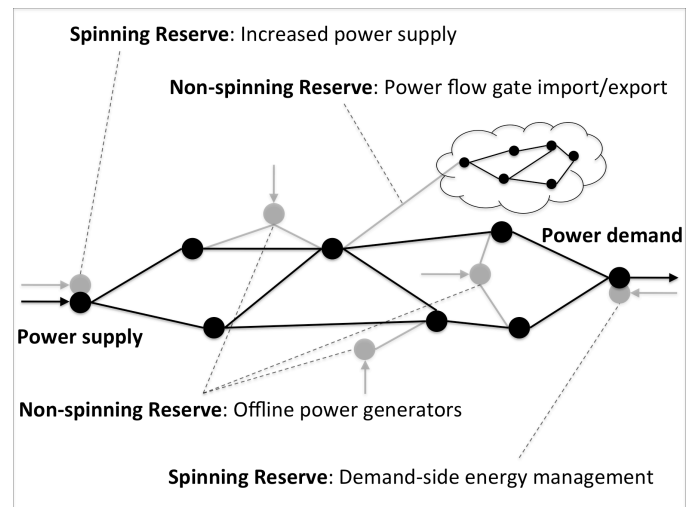 Spinning Reserve: Increased power supply
Non-spinning Reserve: Power flow gate import/export
Power demand
Power supply
Non-spinning Reserve: Offline power generators
Spinning Reserve: Demand-side energy management